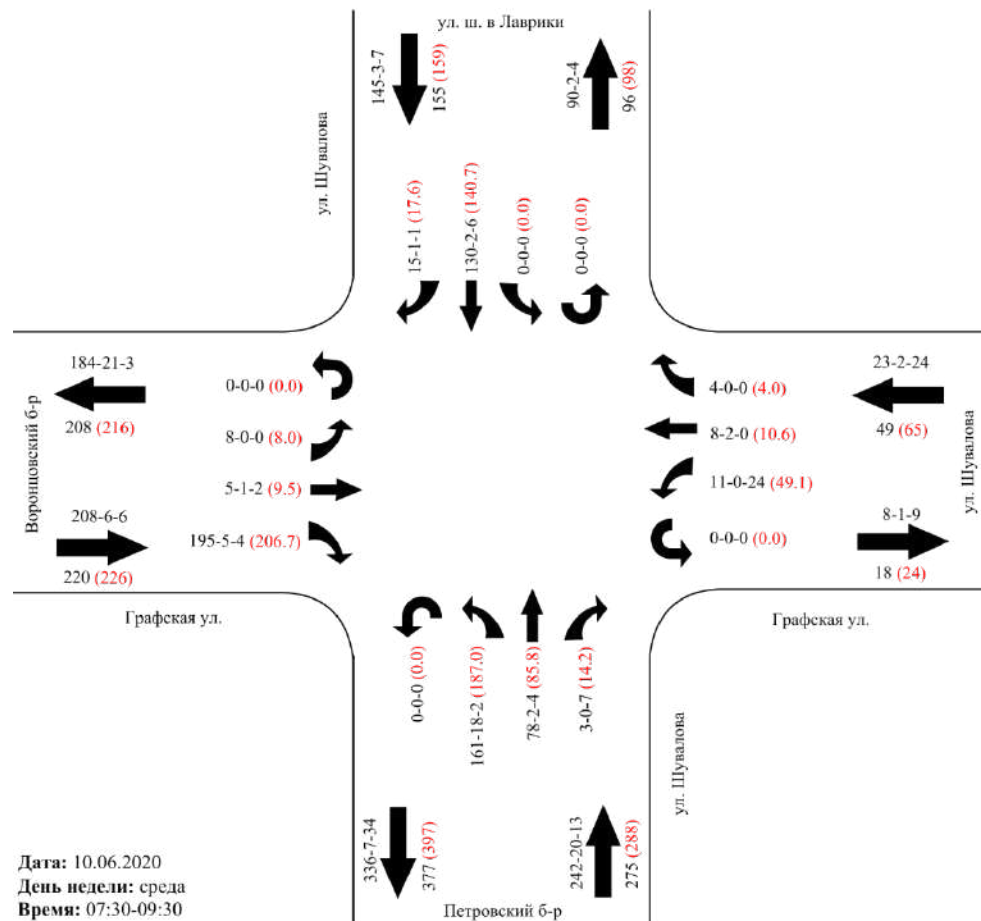 ул. ш. в Лаврики
145-3-7
155 (159)
90-2-4
96 (98)
ул. Шувалова
15-1-1 (17.6)
130-2-6 (140.7)
0-0-0 (0.0)
0-0-0 (0.0)
184-21-3
208 (216)
Воронцовский б-р
208-6-6
220 (226)
Графская ул.
0-0-0 (0.0)
8-0-0 (8.0)
5-1-2 (9.5)
195-5-4 (206.7)
4-0-0 (4.0)
8-2-0 (10.6)
11-0-24 (49.1)
0-0-0 (0.0)
23-2-24
49 (65)
ул. Шувалова
8-1-9
18 (24)
Графская ул.
0-0-0 (0.0)
161-18-2 (187.0)
78-2-4 (85.8)
3-0-7 (14.2)
ул. Шувалова
336-7-34
377 (397)
242-20-13
275 (288)
Петровский б-р
Дата: 10.06.2020
День недели: среда
Время: 07:30-09:30